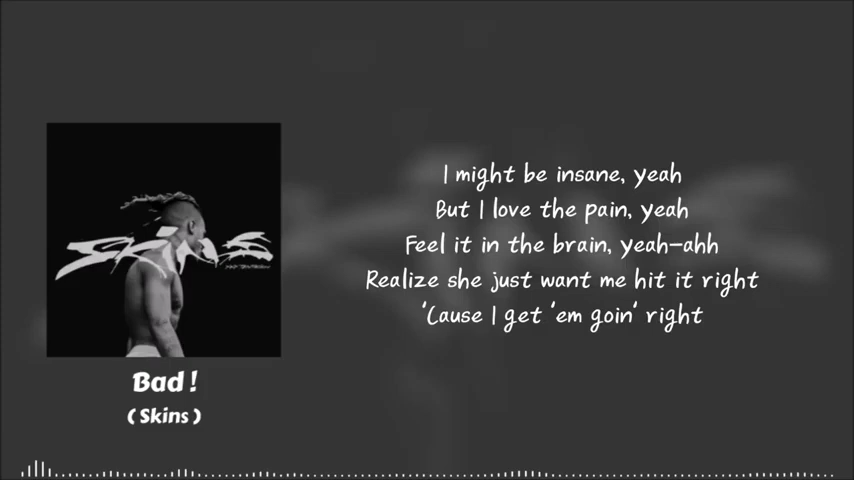 Skins
Bad!
( Skins )
I might be insane, yeah
But I love the pain, yeah
Feel it in the brain, yeah-ahh
Realize she just want me hit it right
'Cause I get 'em goin' right